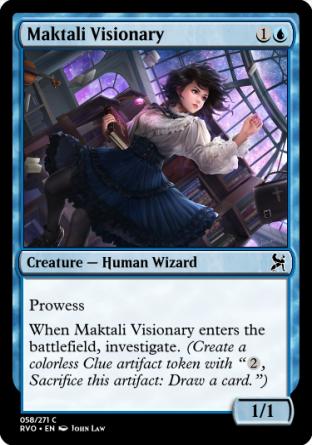 Maktali Visionary 1
Creature — Human Wizard
Prowess
When Maktali Visionary enters the
battlefield, investigate. (Create a
colorless Clue artifact token with “2,
Sacrifice this artifact: Draw a card.”)
1/1
058/271 C
RVO • EN John Law